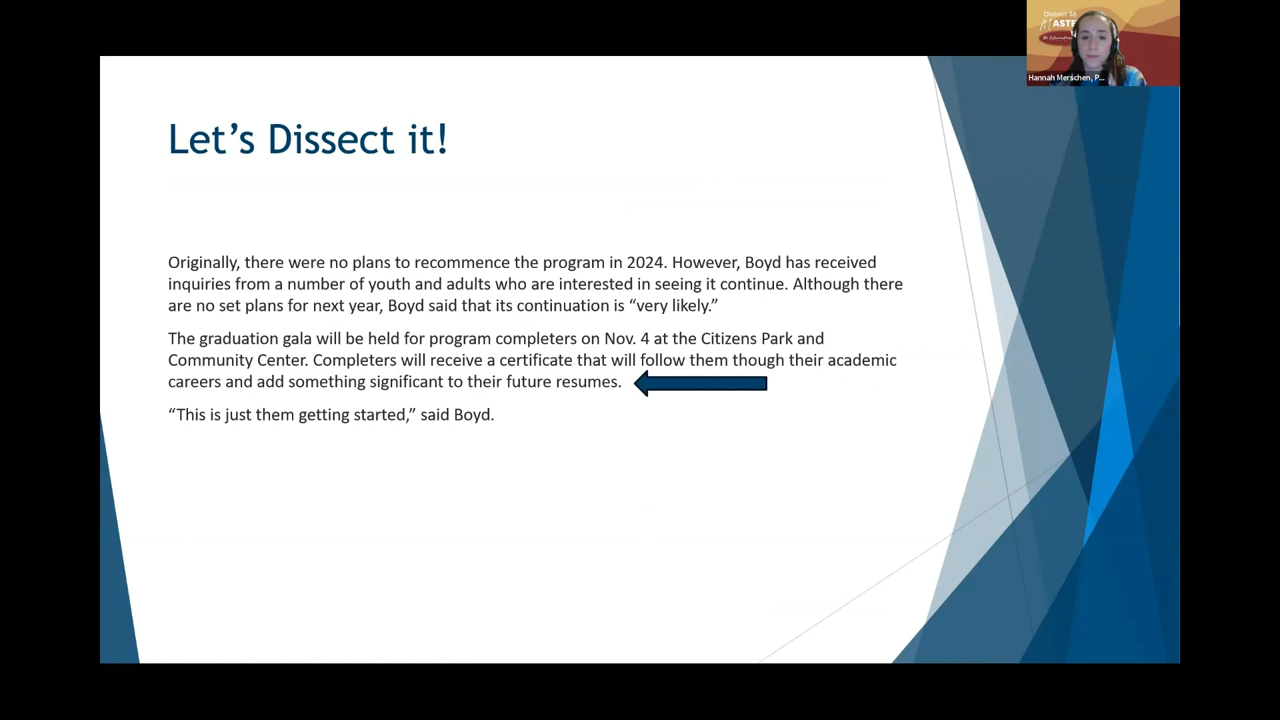 District 36
MASTE
Hannah Merschen, P...
Let’s Dissect it!
Originally, there were no plans to recommence the program in 2024. However, Boyd has received
inquiries from a number of youth and adults who are interested in seeing it continue. Although there
are no set plans for next year, Boyd said that its continuation is “very likely.”
The graduation gala will be held for program completers on Nov. 4 at the Citizens Park and
Community Center. Completers will receive a certificate that will follow them though their academic
careers and add something significant to their future resumes.
“This is just them getting started,” said Boyd.